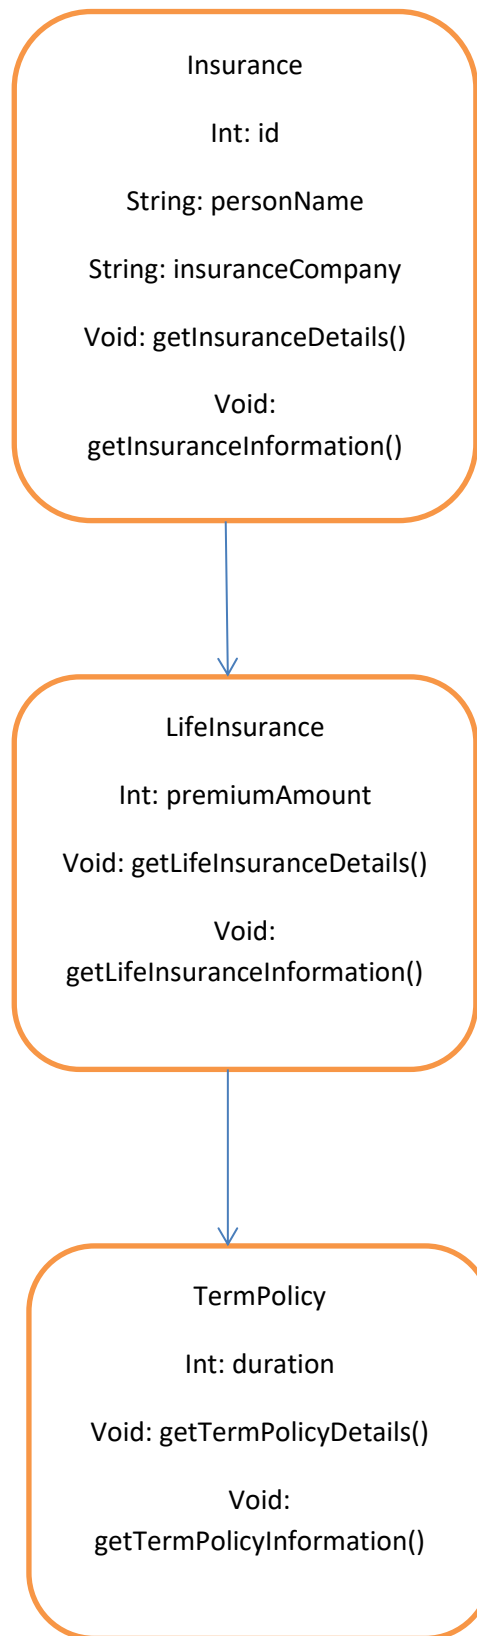 Insurance
Int: id
String: personName
String: insuranceCompany
Void: getInsuranceDetails()
Void:
getInsuranceInformation()
LifeInsurance
Int: premiumAmount
Void: getLifeInsuranceDetails()
Void:
getLifeInsuranceInformation()
TermPolicy
Int: duration
Void: getTermPolicyDetails()
Void:
getTermPolicyInformation()